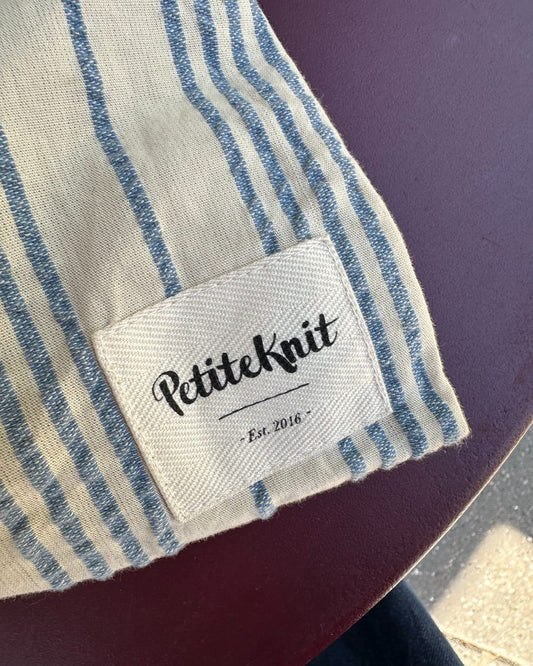 PetiteKnit
- Est. 2016 -